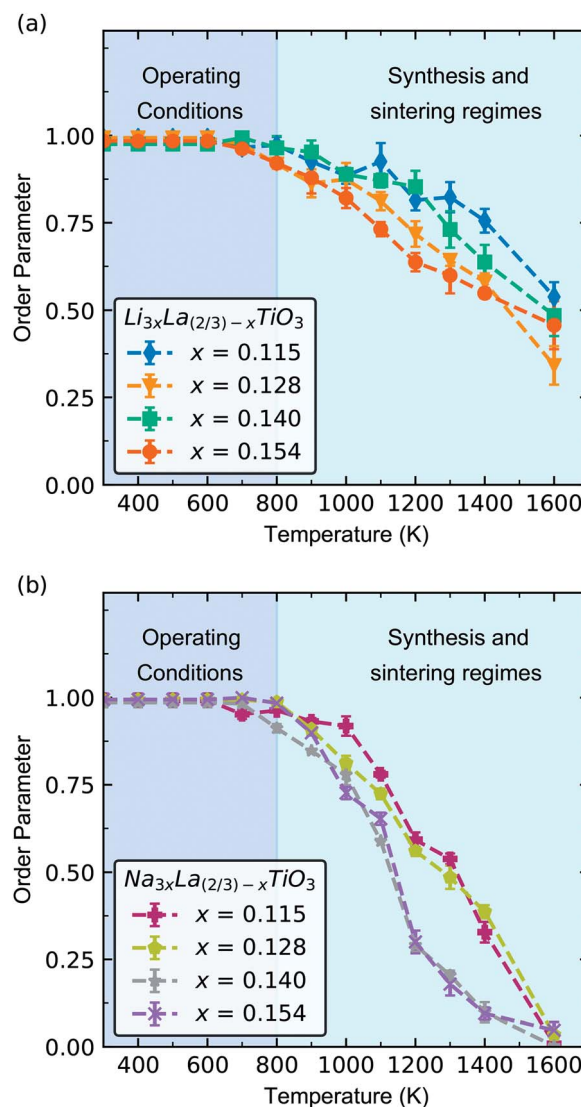 (a)
Operating
Conditions
Synthesis and
sintering regimes
1.00
0.75
0.50
0.25
0.00
Order Parameter
Li₃ₓLa₍₂/₃₎₋ₓTiO₃
x = 0.115
x = 0.128
x = 0.140
x = 0.154
400 600 800 1000 1200 1400 1600
Temperature (K)
(b)
Operating
Conditions
Synthesis and
sintering regimes
1.00
0.75
0.50
0.25
0.00
Order Parameter
Na₃ₓLa₍₂/₃₎₋ₓTiO₃
x = 0.115
x = 0.128
x = 0.140
x = 0.154
400 600 800 1000 1200 1400 1600
Temperature (K)